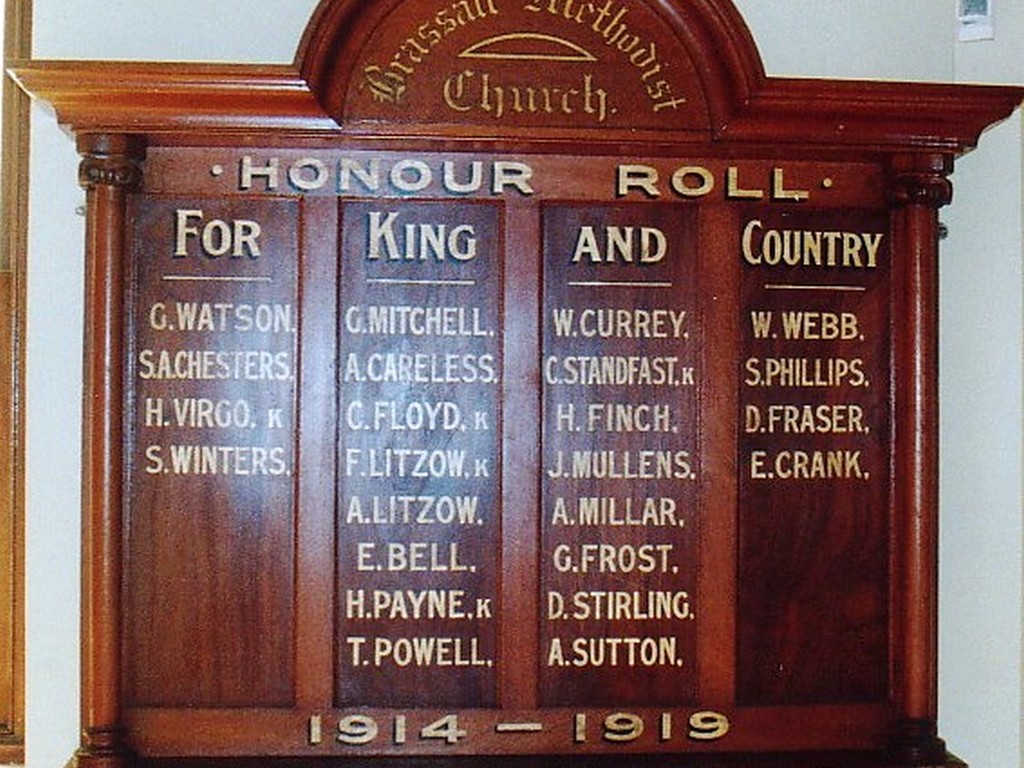 Brassall Methodist
Church.
· HONOUR ROLL ·
FOR
G.WATSON.
S.A.CHESTERS.
H.VIRGO. K
S.WINTERS.
KING
G.MITCHELL.
A.CARELESS.
C.FLOYD. K
F.LITZOW. K
A.LITZOW.
E.BELL.
H.PAYNE. K
T.POWELL.
AND
W.CURREY.
C.STANDFAST. K
H.FINCH.
J.MULLENS.
A.MILLAR.
G.FROST.
D.STIRLING.
A.SUTTON.
COUNTRY
W.WEBB.
S.PHILLIPS.
D.FRASER.
E.CRANK.
1914 — 1919